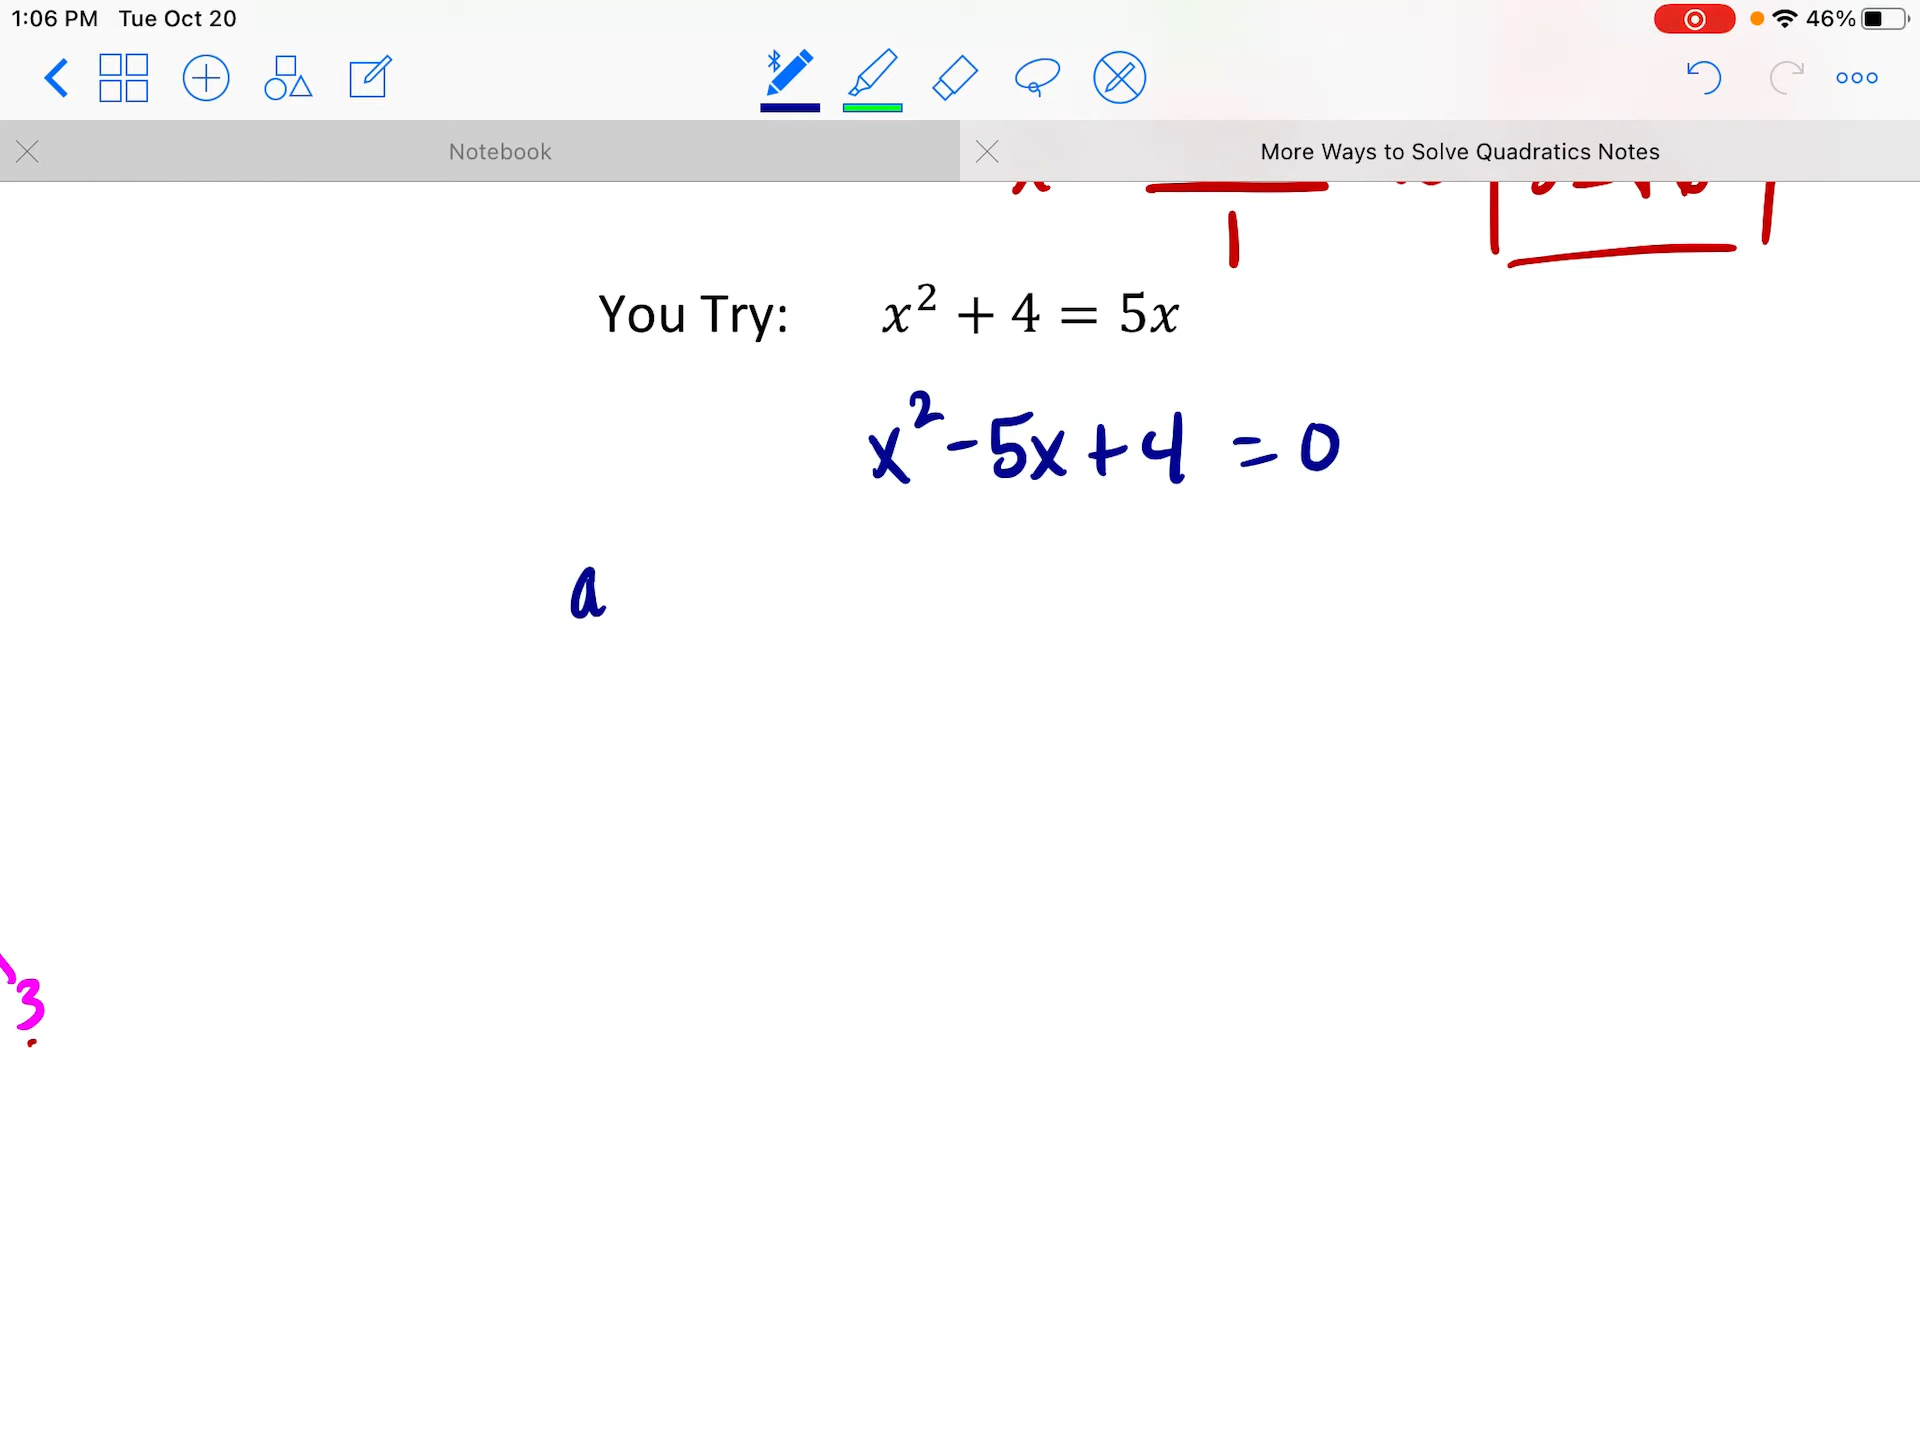 1:06 PM Tue Oct 20 46%
Notebook
More Ways to Solve Quadratics Notes
1
You Try: x² + 4 = 5x
x² - 5x + 4 = 0
a
3